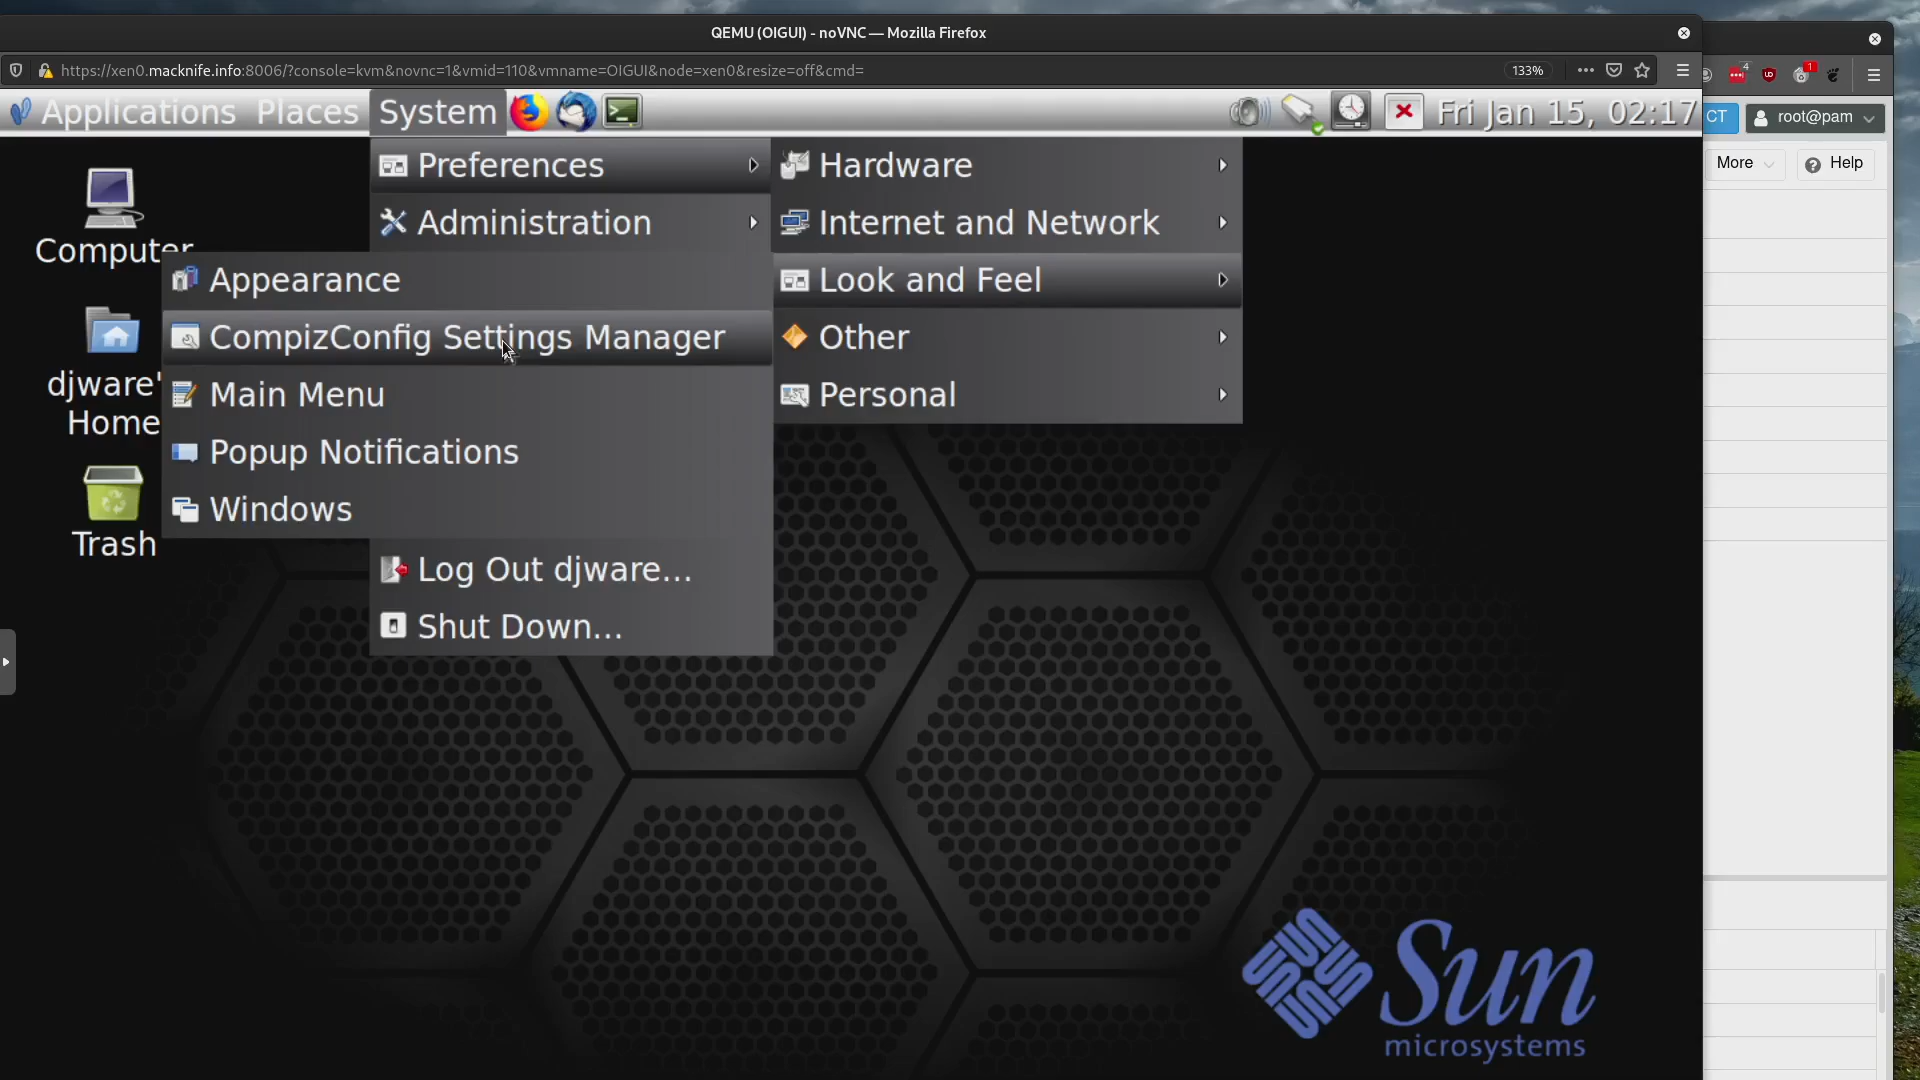 QEMU (OIGUI) - noVNC — Mozilla Firefox
https://xen0.macknife.info:8006/?console=kvm&novnc=1&vmid=110&vmname=OIGUI&node=xen0&resize=off&cmd=
133%
4
1
Applications Places System
Fri Jan 15, 02:17
CT
root@pam
More
Help
Preferences
Administration
Hardware
Internet and Network
Look and Feel
Other
Personal
Appearance
CompizConfig Settings Manager
Main Menu
Popup Notifications
Windows
Log Out djware...
Shut Down...
Computer
djware'
Home
Trash
Sun
microsystems